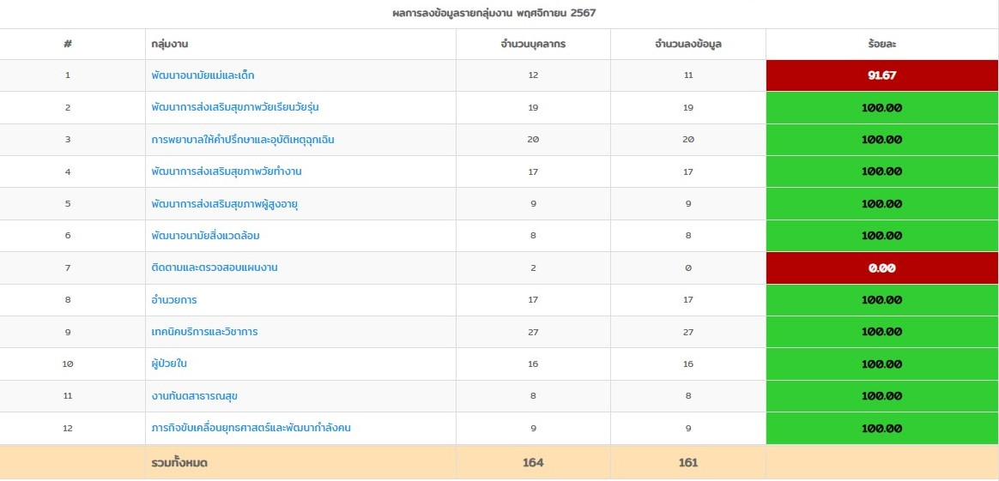 ผลการลงข้อมูลรายกลุ่มงาน พฤศจิกายน 2567
# กลุ่มงาน จำนวนบุคลากร จำนวนลงข้อมูล ร้อยละ
1 พัฒนาอนามัยแม่และเด็ก 12 11 91.67
2 พัฒนาการส่งเสริมสุขภาพวัยเรียนวัยรุ่น 19 19 100.00
3 การพยาบาลให้คำปรึกษาและอุบัติเหตุฉุกเฉิน 20 20 100.00
4 พัฒนาการส่งเสริมสุขภาพวัยทำงาน 17 17 100.00
5 พัฒนาการส่งเสริมสุขภาพผู้สูงอายุ 9 9 100.00
6 พัฒนาอนามัยสิ่งแวดล้อม 8 8 100.00
7 ติดตามและตรวจสอบแผนงาน 2 0 0.00
8 อำนวยการ 17 17 100.00
9 เทคนิคบริการและวิชาการ 27 27 100.00
10 ผู้ป่วยใน 16 16 100.00
11 งานทันตสาธารณสุข 8 8 100.00
12 ภารกิจขับเคลื่อนยุทธศาสตร์และพัฒนากำลังคน 9 9 100.00
รวมทั้งหมด 164 161